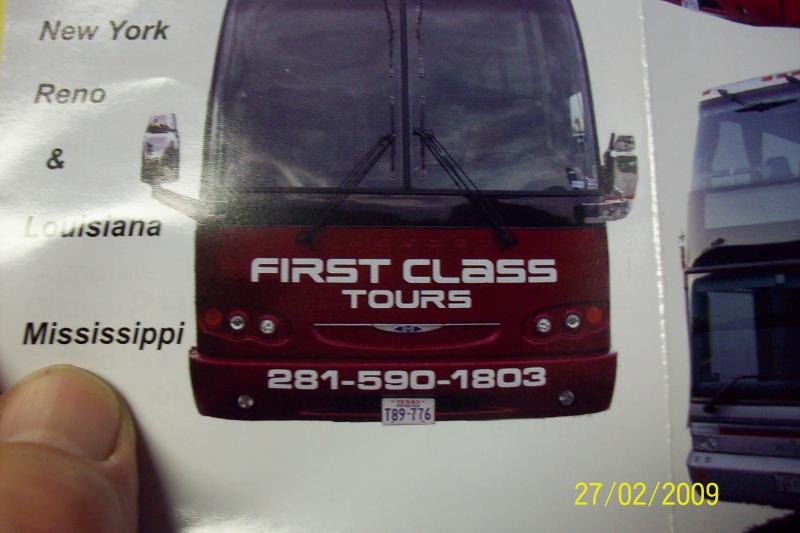 New York
Reno
&
Louisiana
Mississippi
FIRST CLASS
TOURS
281-590-1803
TEXAS
T89-776
27/02/2009